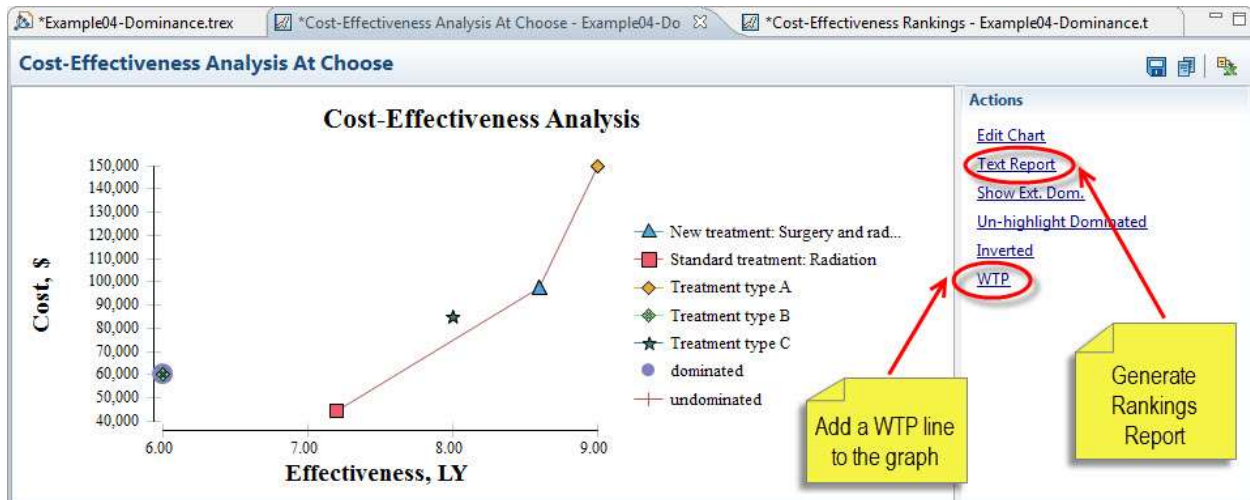 *Example04-Dominance.trex
*Cost-Effectiveness Analysis At Choose - Example04-Do
*Cost-Effectiveness Rankings - Example04-Dominance.t
Cost-Effectiveness Analysis At Choose
Cost-Effectiveness Analysis
Cost, $
150,000
140,000
130,000
120,000
110,000
100,000
90,000
80,000
70,000
60,000
50,000
40,000
6.00
7.00
8.00
9.00
Effectiveness, LY
New treatment: Surgery and rad...
Standard treatment: Radiation
Treatment type A
Treatment type B
Treatment type C
dominated
undominated
Actions
Edit Chart
Text Report
Show Ext. Dom.
Un-highlight Dominated
Inverted
WTP
Add a WTP line
to the graph
Generate
Rankings
Report